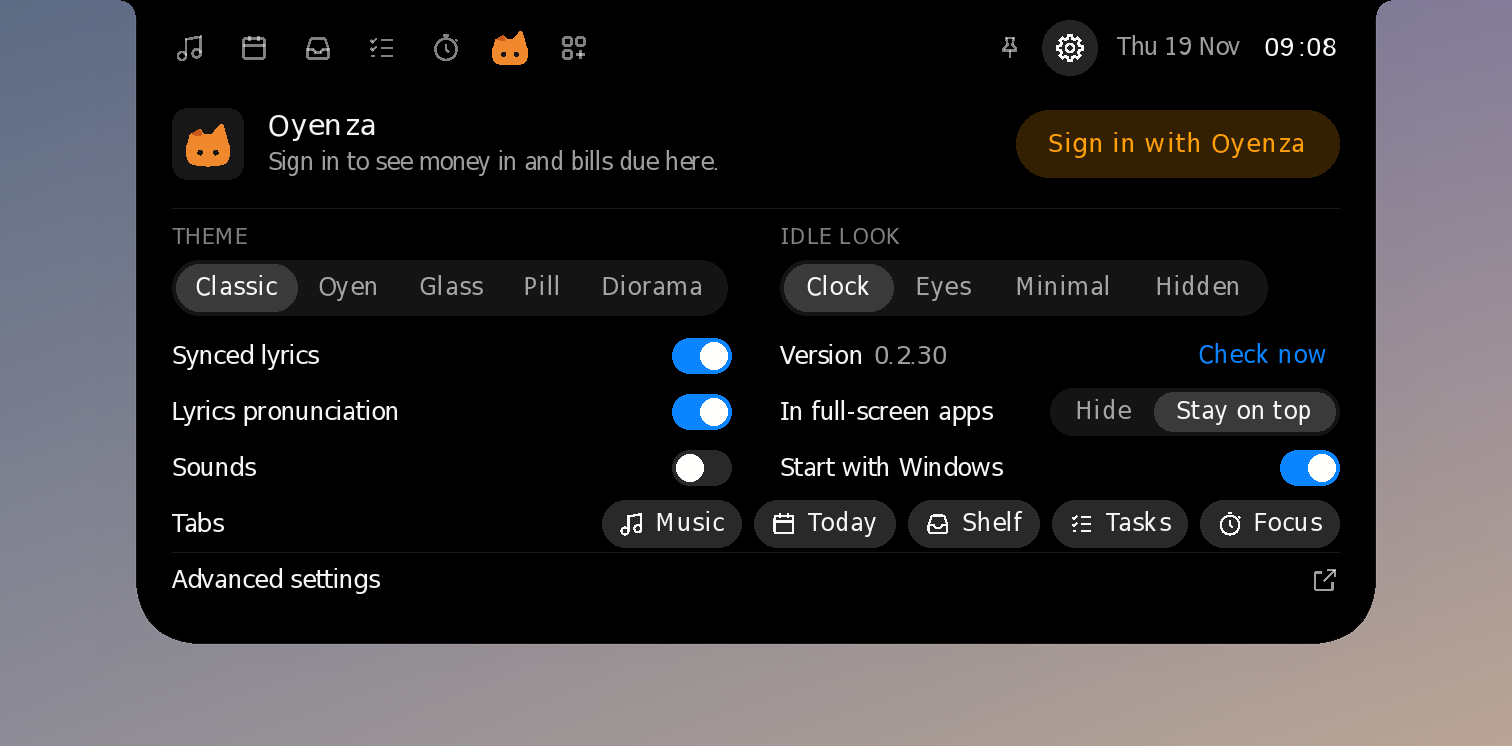 Thu 19 Nov 09:08
Oyenza
Sign in to see money in and bills due here.
Sign in with Oyenza
THEME
Classic Oyen Glass Pill Diorama
IDLE LOOK
Clock Eyes Minimal Hidden
Synced lyrics
Version 0.2.30 Check now
Lyrics pronunciation
In full-screen apps Hide Stay on top
Sounds
Start with Windows
Tabs Music Today Shelf Tasks Focus
Advanced settings